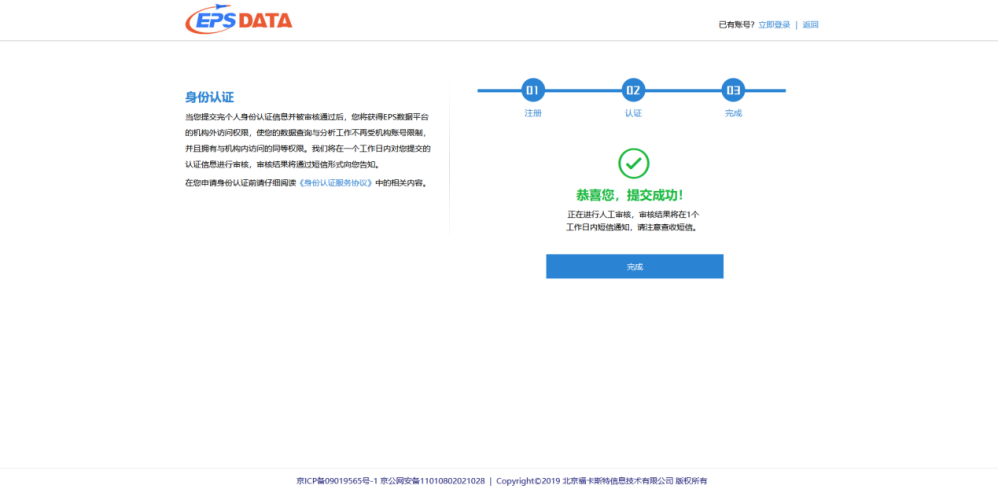 EPS DATA
已有账号？立即登录 | 返回
身份认证
当您提交完个人身份认证信息并被审核通过后，您将获得EPS数据平台
的机构外访问权限，使您的数据查询与分析工作不再受机构账号限制，
并且拥有与机构内访问的同等权限。我们将在一个工作日内对您提交的
认证信息进行审核，审核结果将通过短信形式向您告知。
在您申请身份认证前请仔细阅读《身份认证服务协议》中的相关内容。
01 02 03
注册 认证 完成
恭喜您，提交成功！
正在进行人工审核，审核结果将在1个
工作日内短信通知，请注意查收短信。
完成
京ICP备09019565号-1 京公网安备11010802021028 | Copyright©2019 北京福卡斯特信息技术有限公司 版权所有